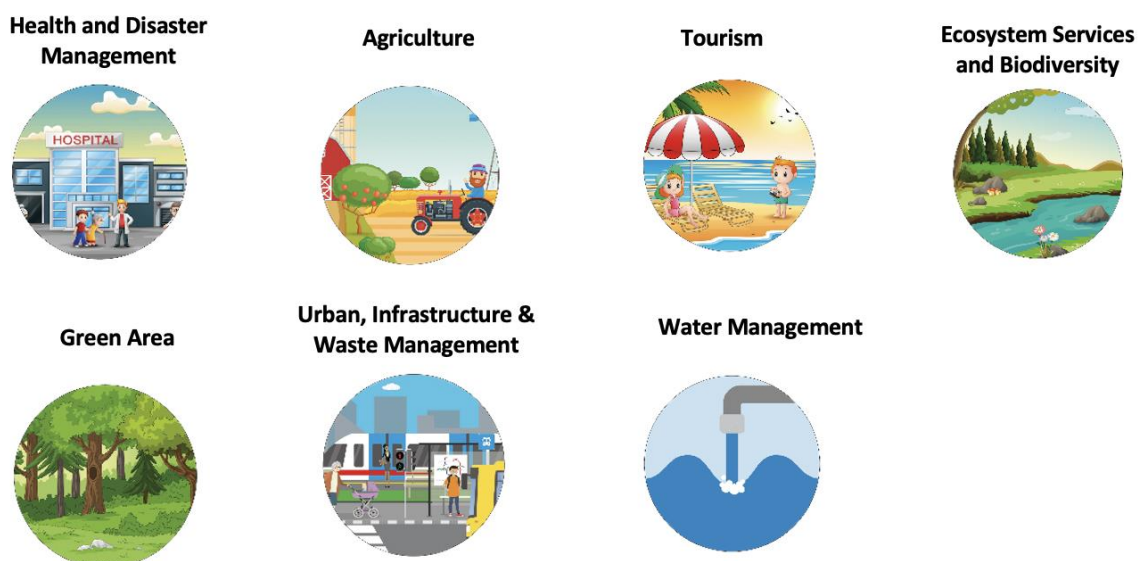 Health and Disaster
Management
Agriculture
Tourism
Ecosystem Services
and Biodiversity
HOSPITAL
Green Area
Urban, Infrastructure &
Waste Management
Water Management